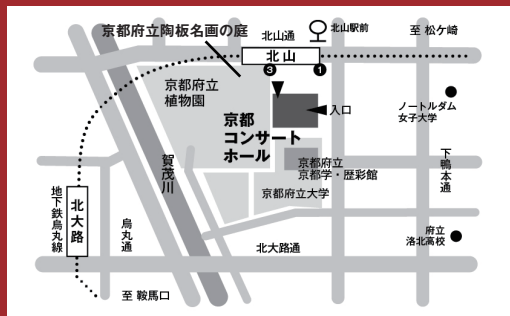 京都府立陶板名画の庭
北山通
北山駅前
至 松ケ崎
北山
3
1
京都府立
植物園
入口
ノートルダム
女子大学
京都
コンサート
ホール
賀茂川
京都府立
京都学・歴彩館
下鴨本通
京都府立大学
地下鉄烏丸線
北大路
烏丸通
府立
洛北高校
北大路通
至 鞍馬口